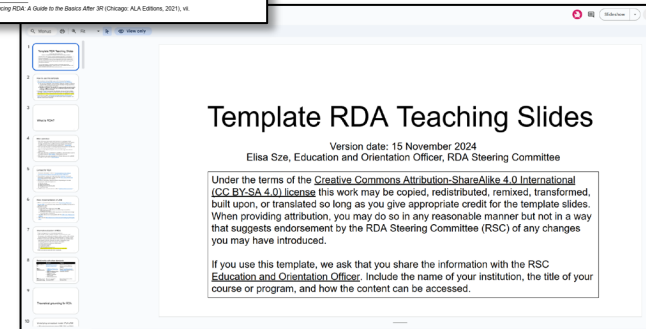 cing RDA: A Guide to the Basics After 3R (Chicago: ALA Editions, 2021), vii.
Slideshow
Menus
Fit
View only
1
Template RDA Teaching Slides
2
3
What is RDA?
4
5
6
7
8
9
Theoretical grounding for RDA
10
Template RDA Teaching Slides
Version date: 15 November 2024
Elisa Sze, Education and Orientation Officer, RDA Steering Committee
Under the terms of the Creative Commons Attribution-ShareAlike 4.0 International
(CC BY-SA 4.0) license this work may be copied, redistributed, remixed, transformed,
built upon, or translated so long as you give appropriate credit for the template slides.
When providing attribution, you may do so in any reasonable manner but not in a way
that suggests endorsement by the RDA Steering Committee (RSC) of any changes
you may have introduced.
If you use this template, we ask that you share the information with the RSC
Education and Orientation Officer. Include the name of your institution, the title of your
course or program, and how the content can be accessed.